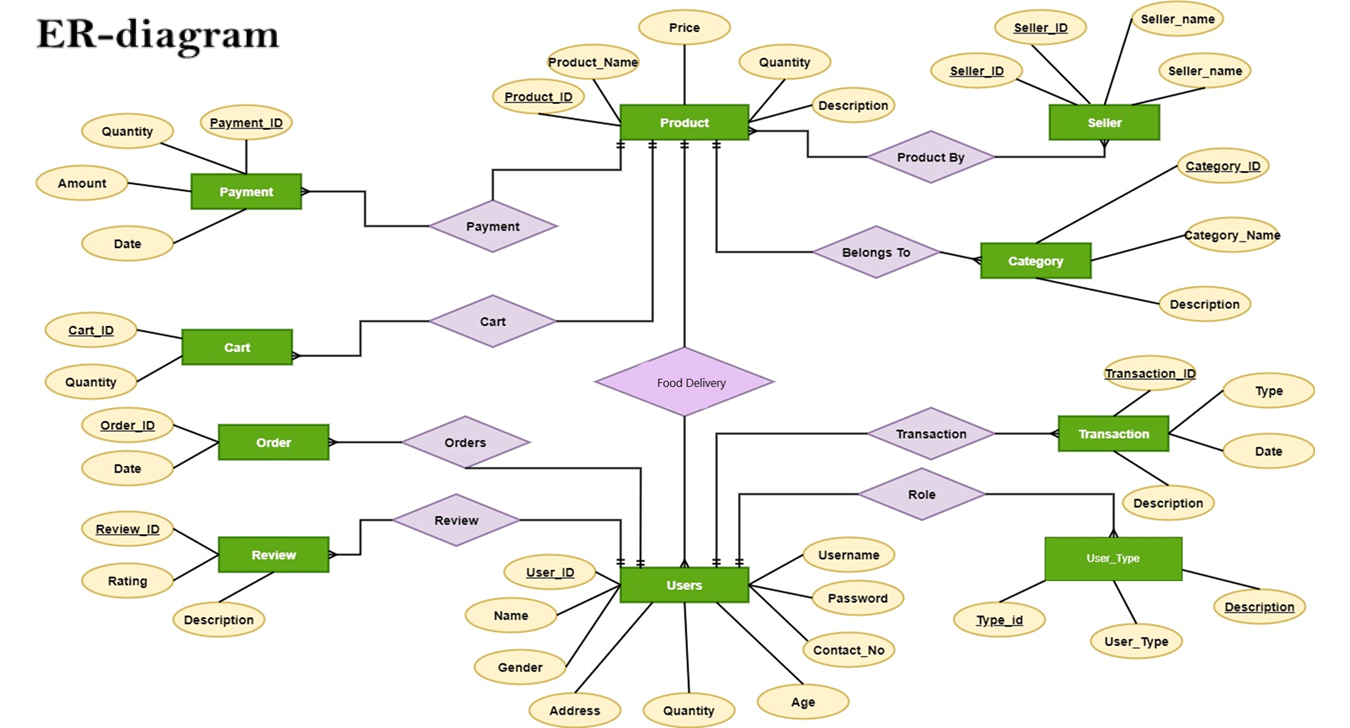 ER-diagram
Price
Product_Name
Quantity
Product_ID
Description
Product
Seller_ID
Seller_name
Seller_ID
Seller_name
Seller
Product By
Payment_ID
Quantity
Amount
Date
Payment
Payment
Category_ID
Category_Name
Description
Category
Belongs To
Cart_ID
Quantity
Cart
Cart
Food Delivery
Order_ID
Date
Order
Orders
Transaction_ID
Type
Date
Description
Transaction
Transaction
Role
Review_ID
Rating
Description
Review
Review
User_ID
Name
Gender
Address
Quantity
Age
Contact_No
Password
Username
Users
User_Type
Type_id
User_Type
Description